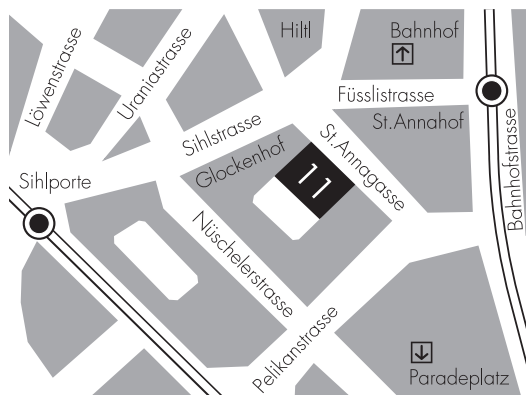 Hiltl
Bahnhof
Löwenstrasse
Uraniastrasse
Füsslistrasse
St.Annahof
Sihlstrasse
Glockenhof
11
St.Annagasse
Bahnhofstrasse
Sihlporte
Nüschelerstrasse
Pelikanstrasse
Paradeplatz